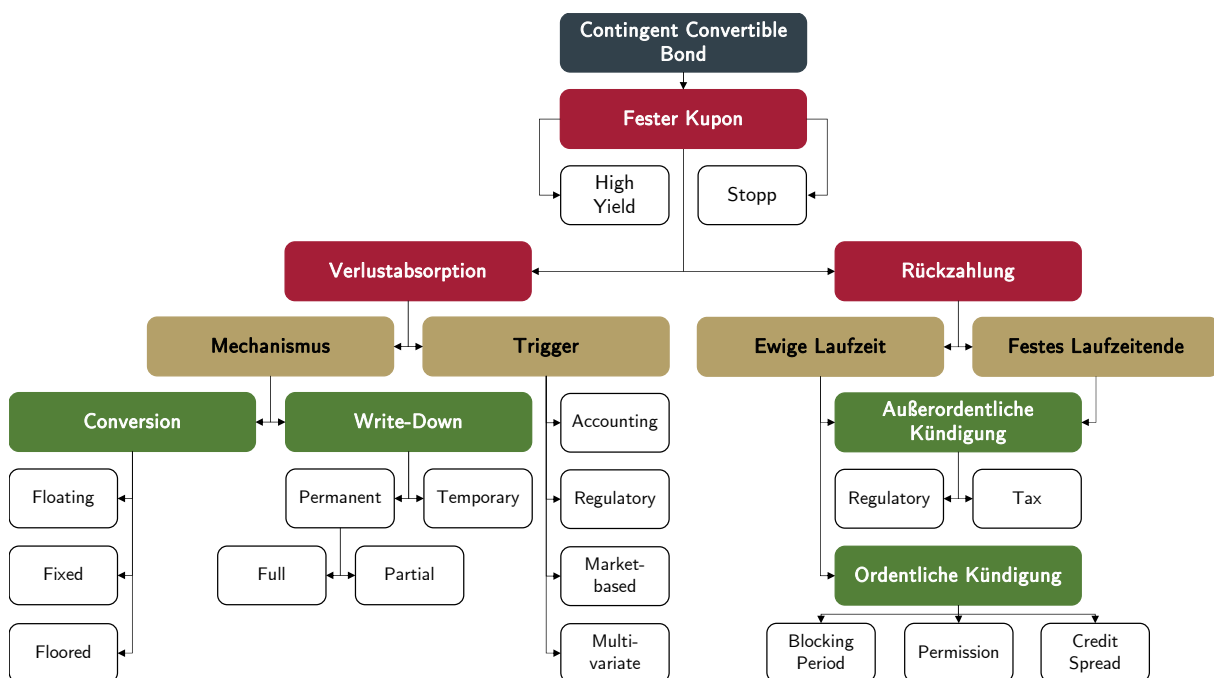 Contingent Convertible
Bond
Fester Kupon
High
Yield
Stopp
Verlustabsorption
Rückzahlung
Mechanismus
Trigger
Ewige Laufzeit
Festes Laufzeitende
Conversion
Write-Down
Accounting
Außerordentliche
Kündigung
Floating
Permanent
Temporary
Regulatory
Regulatory
Tax
Fixed
Full
Partial
Market-
based
Ordentliche Kündigung
Floored
Multi-
variate
Blocking
Period
Permission
Credit
Spread